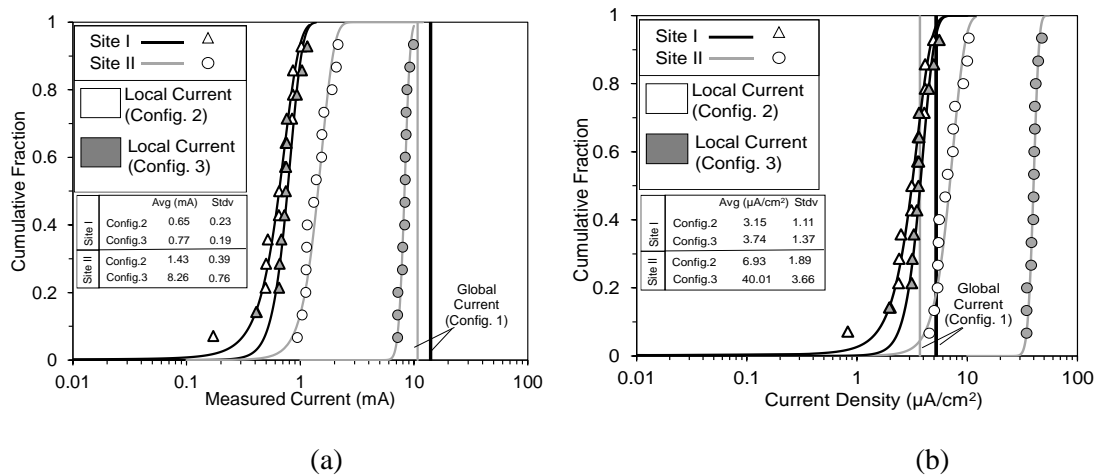 1
0.8
0.6
0.4
0.2
0
Cumulative Fraction
Site I
Site II
Local Current
(Config. 2)
Local Current
(Config. 3)
Avg (mA) Stdv
Site I
Config.2 0.65 0.23
Config.3 0.77 0.19
Site II
Config.2 1.43 0.39
Config.3 8.26 0.76
Global
Current
(Config. 1)
0.01 0.1 1 10 100
Measured Current (mA)
(a)
1
0.8
0.6
0.4
0.2
0
Cumulative Fraction
Site I
Site II
Local Current
(Config. 2)
Local Current
(Config. 3)
Avg (µA/cm²) Stdv
Site I
Config.2 3.15 1.11
Config.3 3.74 1.37
Site II
Config.2 6.93 1.89
Config.3 40.01 3.66
Global
Current
(Config. 1)
0.01 0.1 1 10 100
Current Density (µA/cm²)
(b)